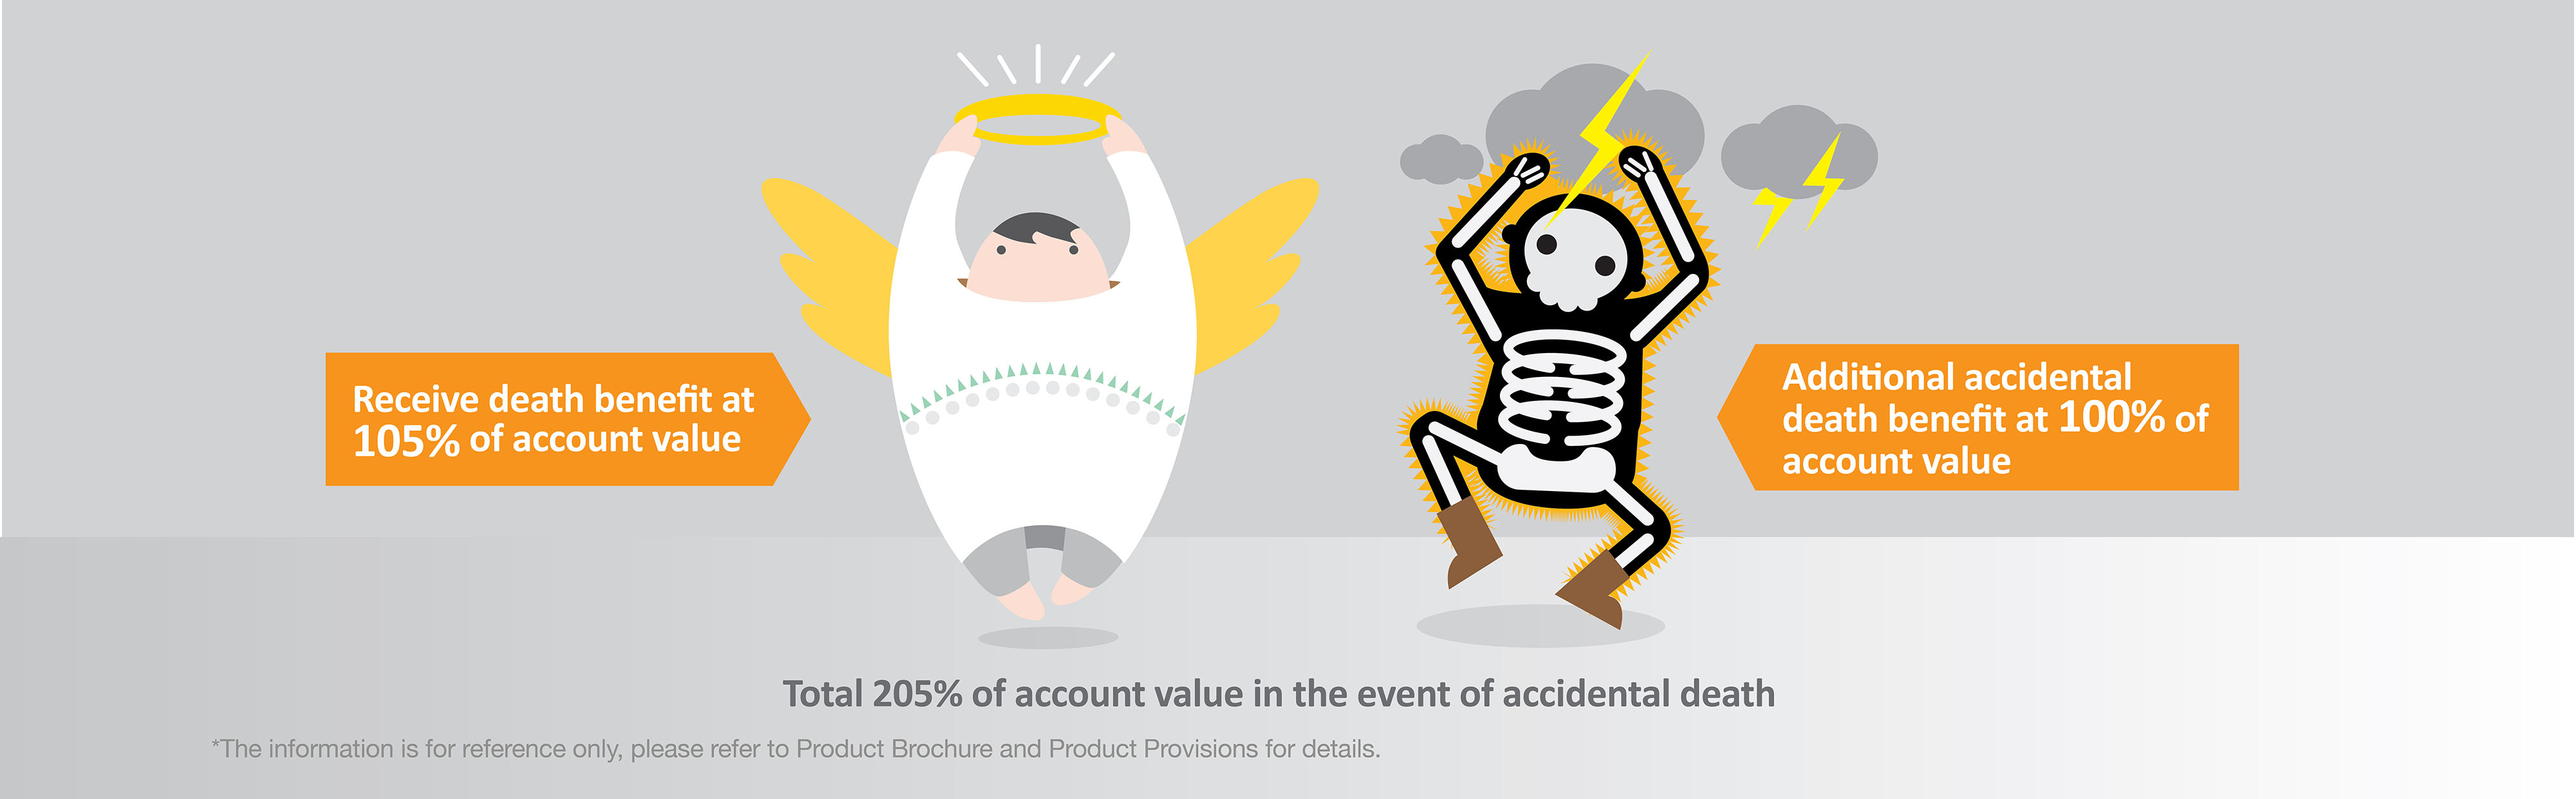 Receive death benefit at
105% of account value
Additional accidental
death benefit at 100% of
account value
Total 205% of account value in the event of accidental death
*The information is for reference only, please refer to Product Brochure and Product Provisions for details.